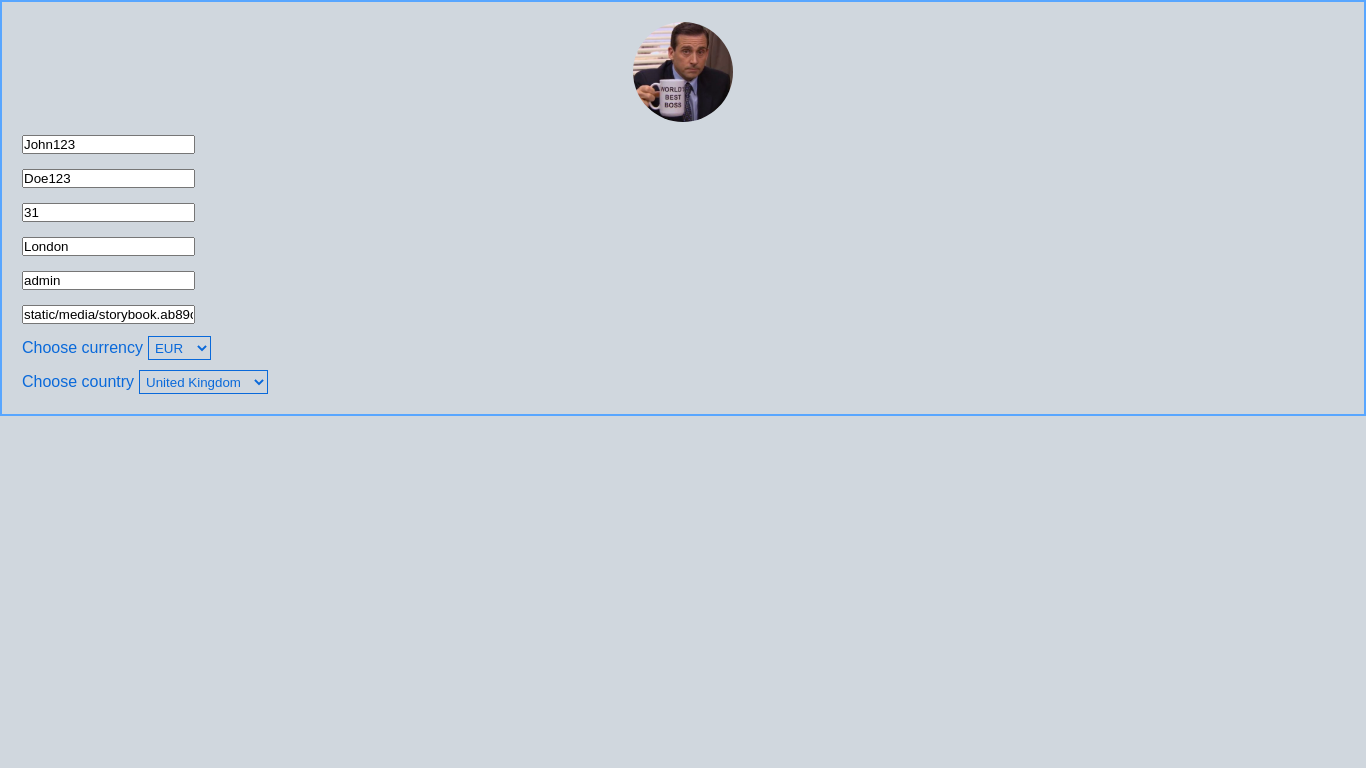 WORLD'S
BEST
BOSS
John123
Doe123
31
London
admin
static/media/storybook.ab89
Choose currency EUR
Choose country United Kingdom